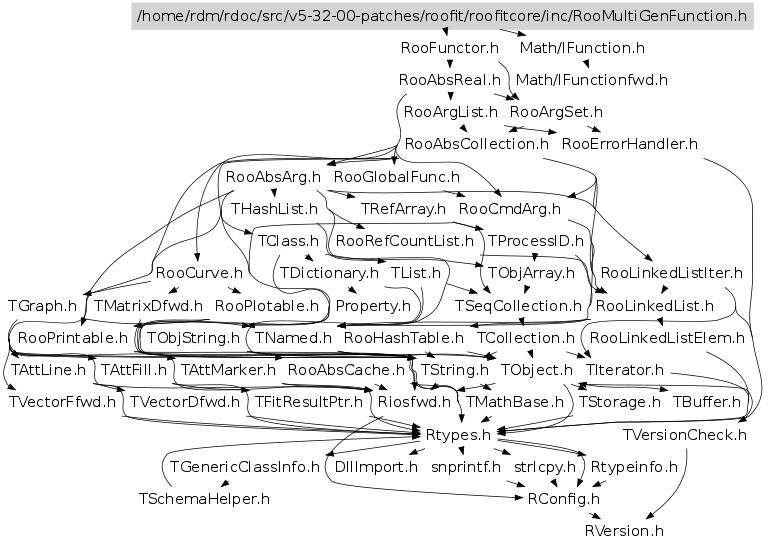 /home/rdm/rdoc/src/v5-32-00-patches/roofit/roofitcore/inc/RooMultiGenFunction.h
RooFunctor.h Math/IFunction.h
RooAbsReal.h Math/IFunctionfwd.h
RooArgList.h RooArgSet.h
RooAbsCollection.h RooErrorHandler.h
RooAbsArg.h RooGlobalFunc.h
THashList.h TRefArray.h RooCmdArg.h
TClass.h RooRefCountList.h TProcessID.h
RooCurve.h TDictionary.h TList.h TObjArray.h RooLinkedListIter.h
TGraph.h TMatrixDfwd.h RooPlotable.h Property.h TSeqCollection.h RooLinkedList.h
RooPrintable.h TObjString.h TNamed.h RooHashTable.h TCollection.h RooLinkedListElem.h
TAttLine.h TAttFill.h TAttMarker.h RooAbsCache.h TString.h TObject.h TIterator.h
TVectorFfwd.h TVectorDfwd.h TFitResultPtr.h Riosfwd.h TMathBase.h TStorage.h TBuffer.h
Rtypes.h TVersionCheck.h
TGenericClassInfo.h DllImport.h snprintf.h strlcpy.h Rtypeinfo.h
TSchemaHelper.h RConfig.h
RVersion.h